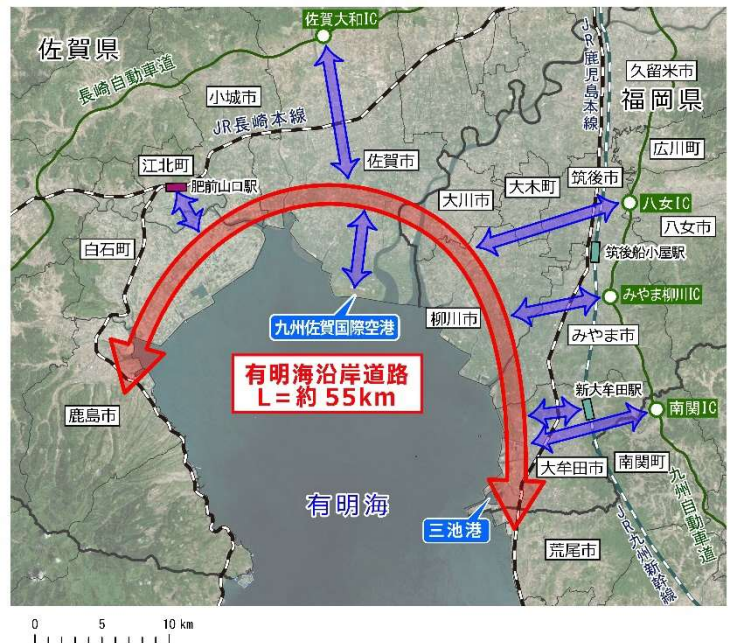 佐賀大和IC
佐賀県
長崎自動車道
小城市
JR長崎本線
JR鹿児島本線
久留米市
福岡県
広川町
江北町
肥前山口駅
佐賀市
大川市
大木町
筑後市
八女IC
八女市
白石町
筑後船小屋駅
九州佐賀国際空港
柳川市
みやま柳川IC
みやま市
有明海沿岸道路
L=約55km
新大牟田駅
南関IC
鹿島市
大牟田市
南関町
有明海
三池港
荒尾市
JR九州新幹線
九州自動車道
0 5 10 km